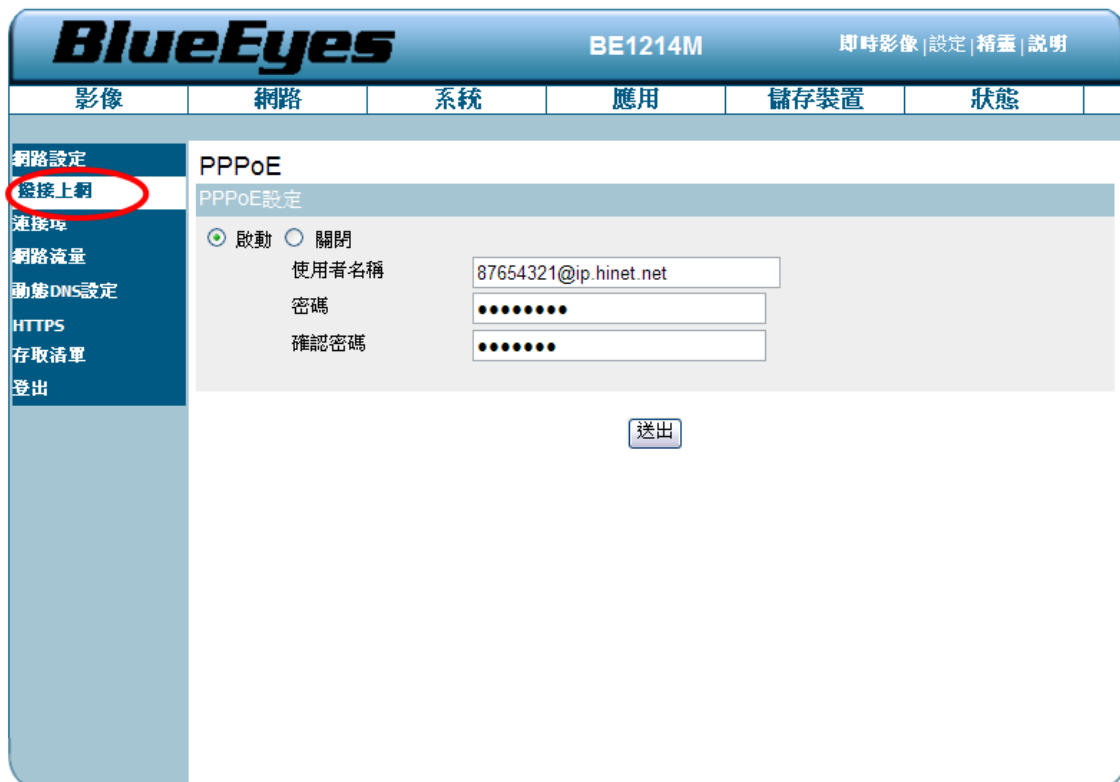 BlueEyes
BE1214M
即時影像 | 設定 | 精靈 | 説明
影像 網路 系統 應用 儲存裝置 狀態
網路設定
撥接上網
連接埠
網路流量
動態DNS設定
HTTPS
存取清單
登出
PPPoE
PPPoE設定
啟動 關閉
使用者名稱 87654321@ip.hinet.net
密碼 ●●●●●●●●
確認密碼 ●●●●●●●
送出